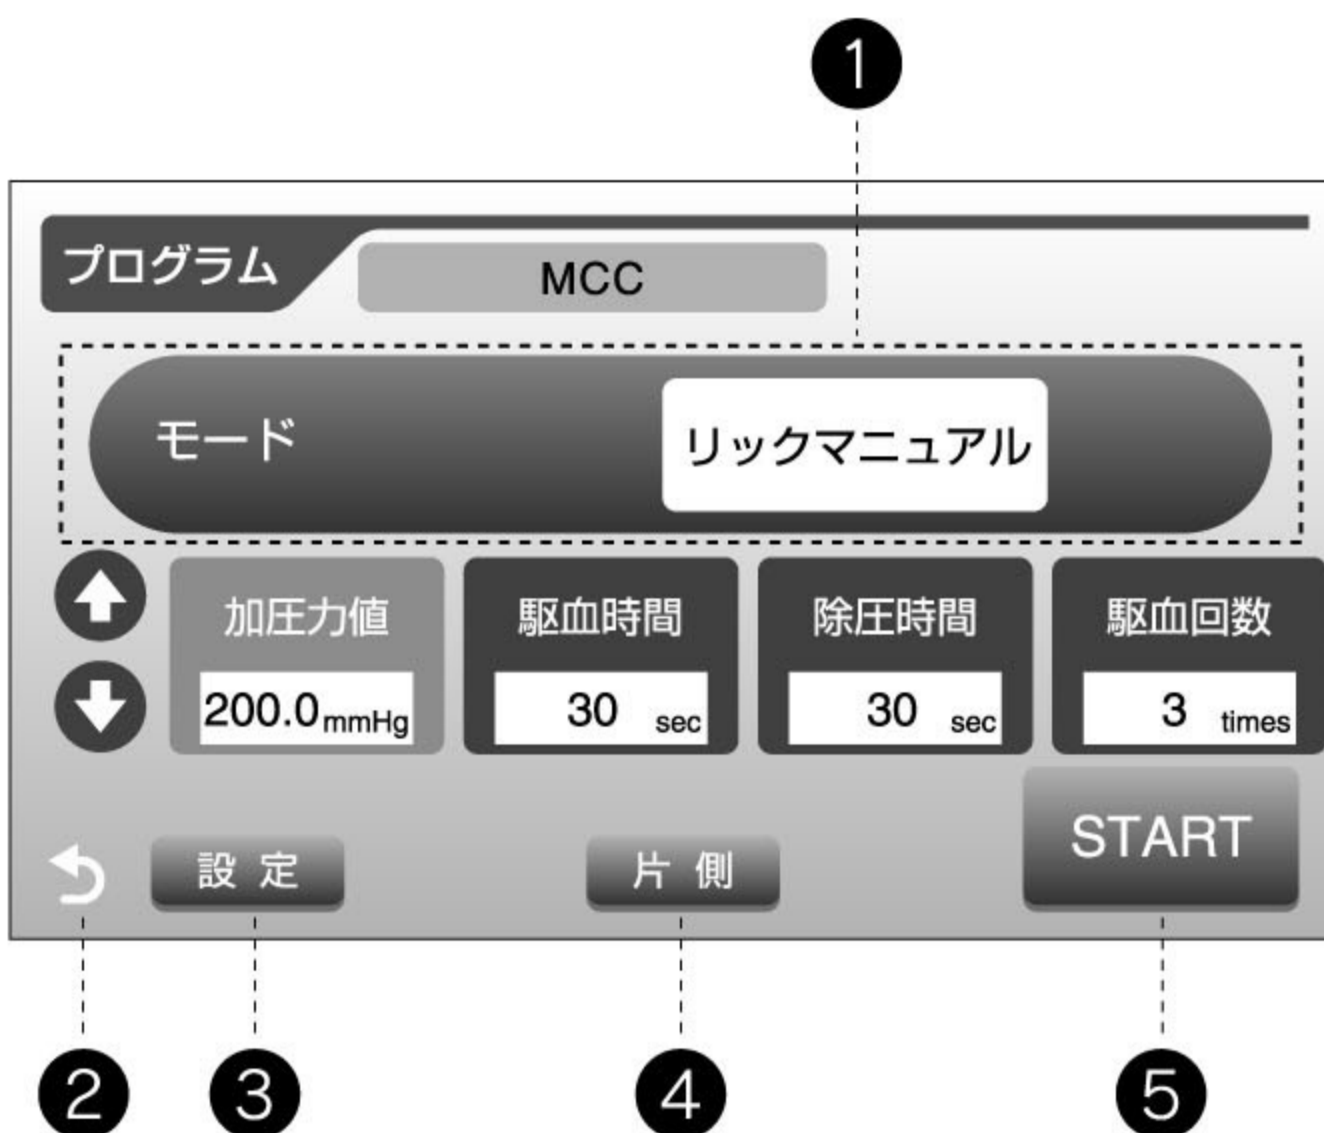 1
プログラム
MCC
モード
リックマニュアル
加圧力値
駆血時間
除圧時間
駆血回数
200.0 mmHg
30 sec
30 sec
3 times
設定
片側
START
2
3
4
5